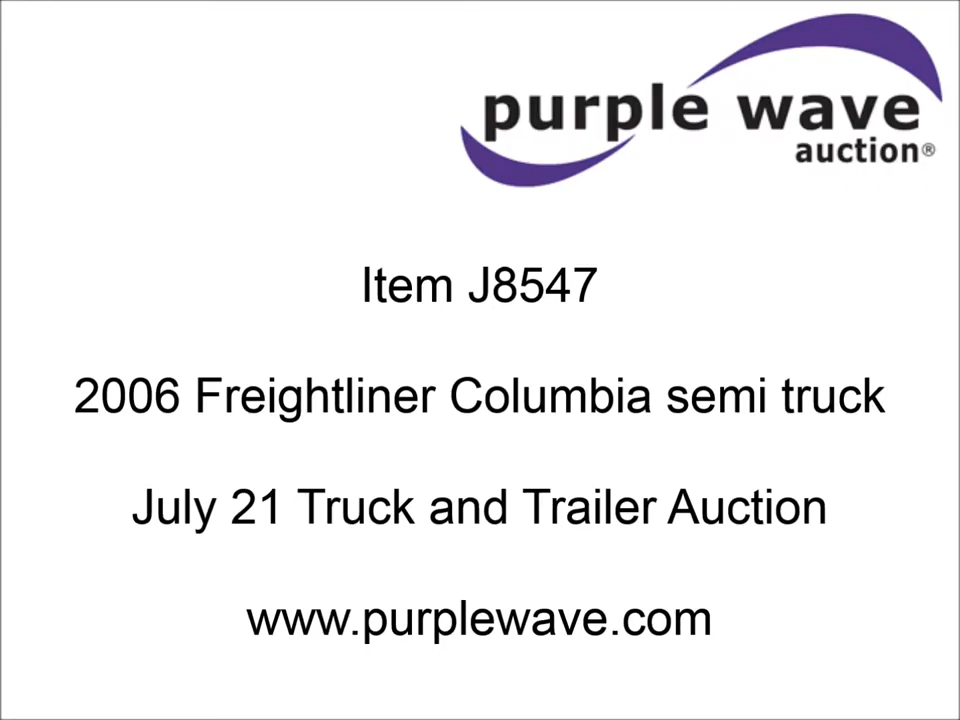 purple wave
auction®
Item J8547
2006 Freightliner Columbia semi truck
July 21 Truck and Trailer Auction
www.purplewave.com